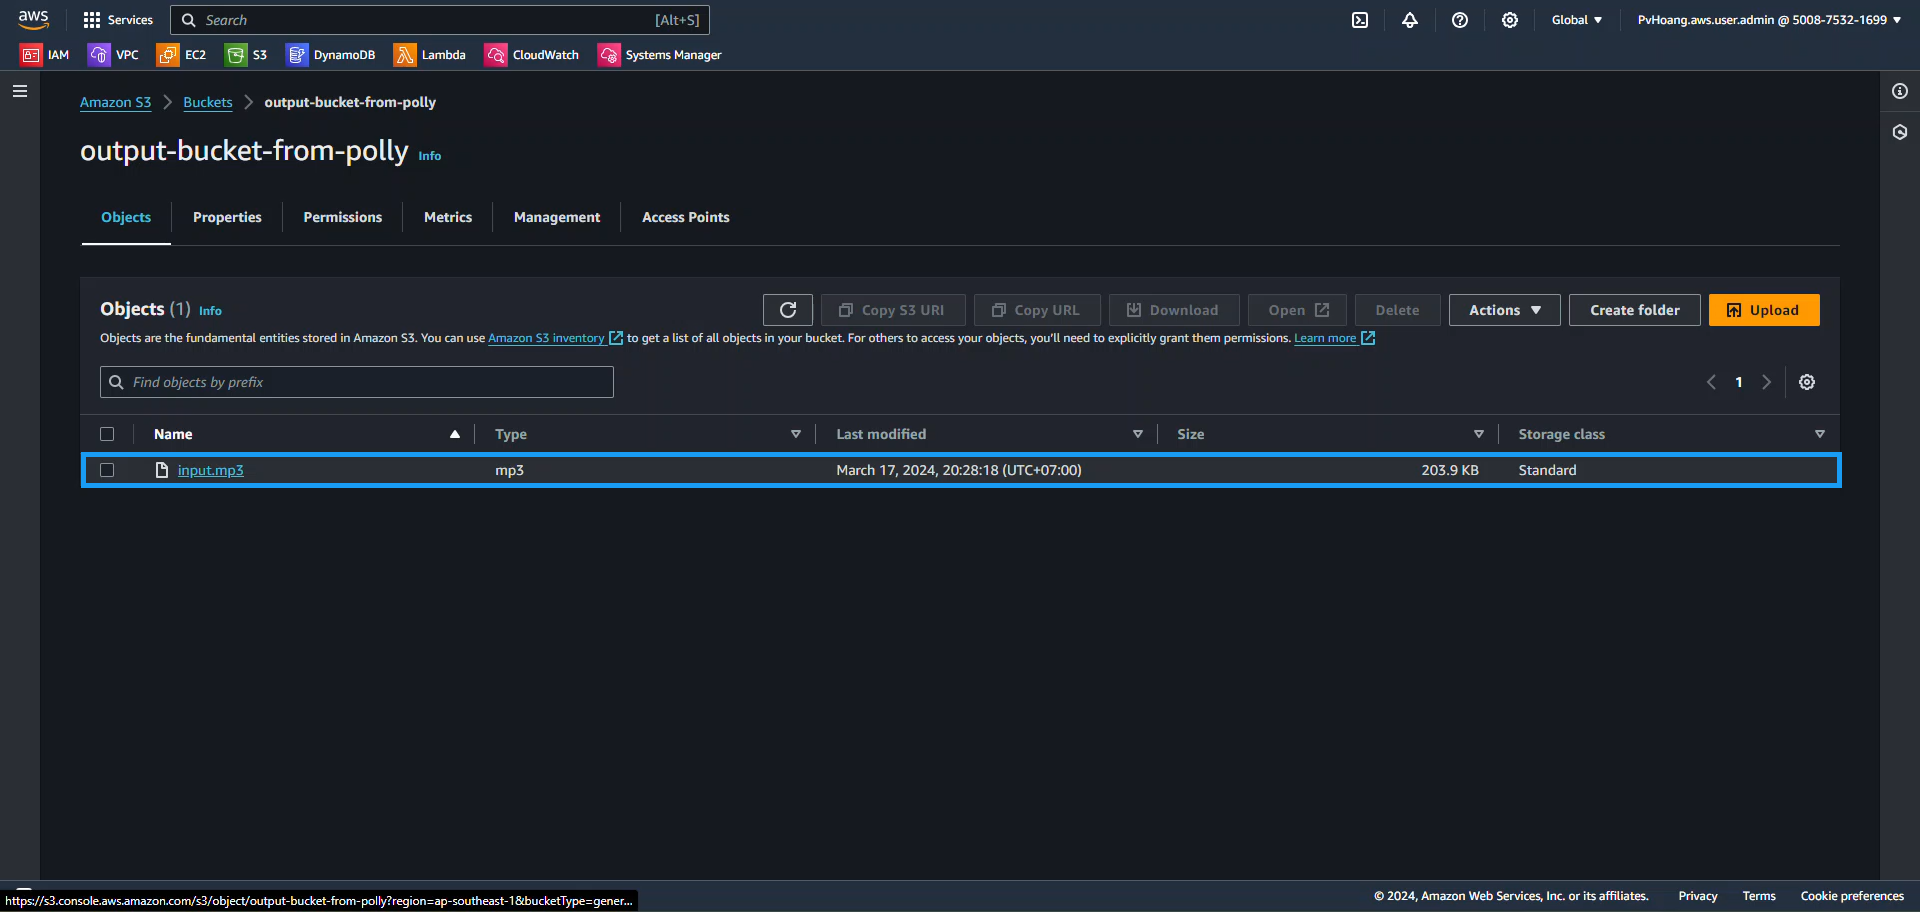 aws Services Search [Alt+S] Global PvHoang.aws.user.admin @ 5008-7532-1699
IAM VPC EC2 S3 DynamoDB Lambda CloudWatch Systems Manager
Amazon S3 Buckets output-bucket-from-polly
output-bucket-from-polly Info
Objects Properties Permissions Metrics Management Access Points
Objects (1) Info Copy S3 URI Copy URL Download Open Delete Actions Create folder Upload
Objects are the fundamental entities stored in Amazon S3. You can use Amazon S3 inventory to get a list of all objects in your bucket. For others to access your objects, you'll need to explicitly grant them permissions. Learn more
Find objects by prefix 1
Name Type Last modified Size Storage class
input.mp3 mp3 March 17, 2024, 20:28:18 (UTC+07:00) 203.9 KB Standard
© 2024, Amazon Web Services, Inc. or its affiliates. Privacy Terms Cookie preferences
https://s3.console.aws.amazon.com/s3/object/output-bucket-from-polly?region=ap-southeast-1&bucketType=gener...